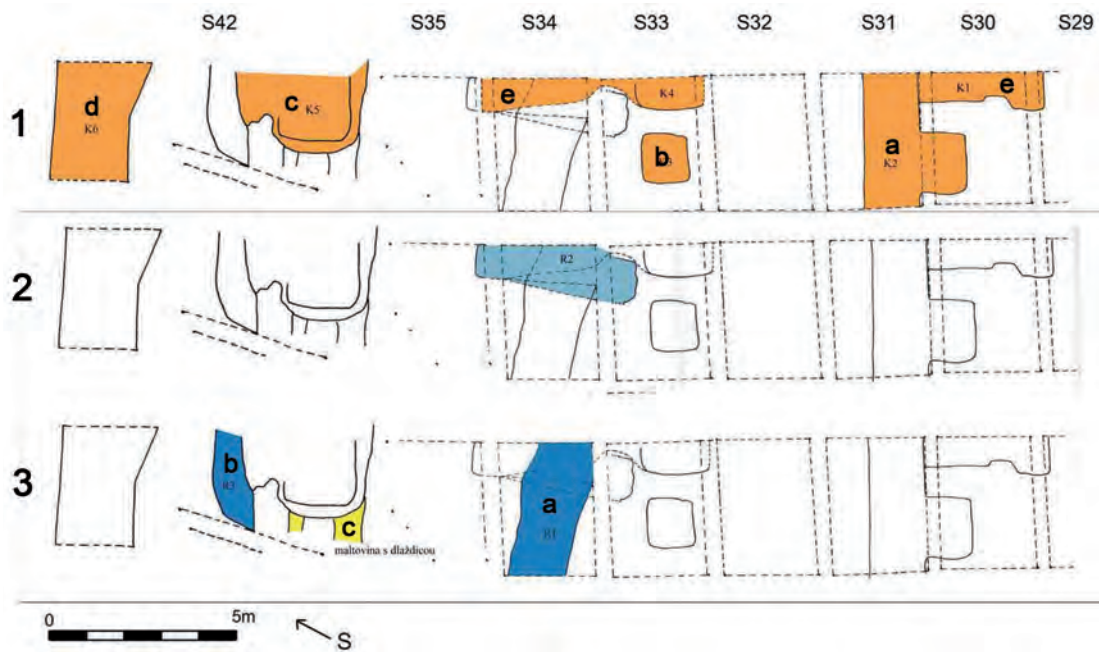 S42 S35 S34 S33 S32 S31 S30 S29
1
d
K6
c
K5
e
K4
b
a
K2
K1
e
2
R2
3
b
R3
c
maltovina s dlaždicou
a
R1
0 5m
S